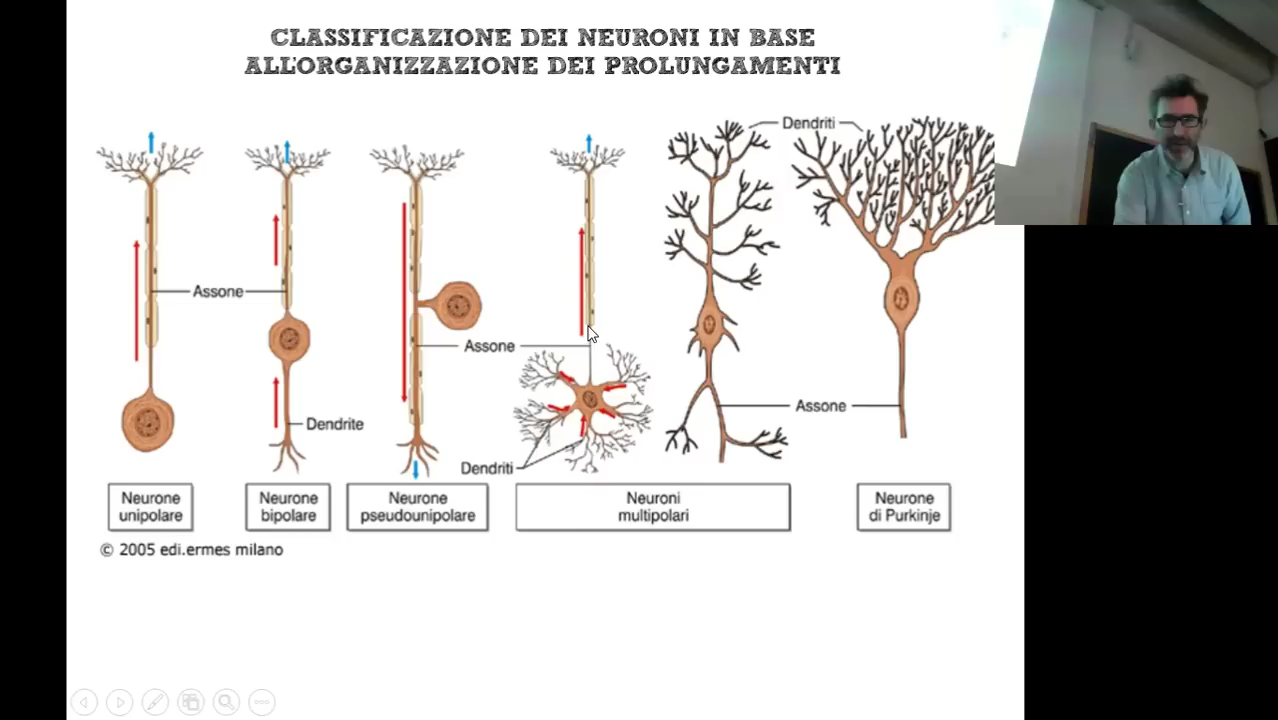 CLASSIFICAZIONE DEI NEURONI IN BASE
ALL'ORGANIZZAZIONE DEI PROLUNGAMENTI
Dendriti
Assone
Assone
Assone
Dendrite
Dendriti
Neurone
unipolare
Neurone
bipolare
Neurone
pseudounipolare
Neuroni
multipolari
Neurone
di Purkinje
© 2005 edi.ermes milano